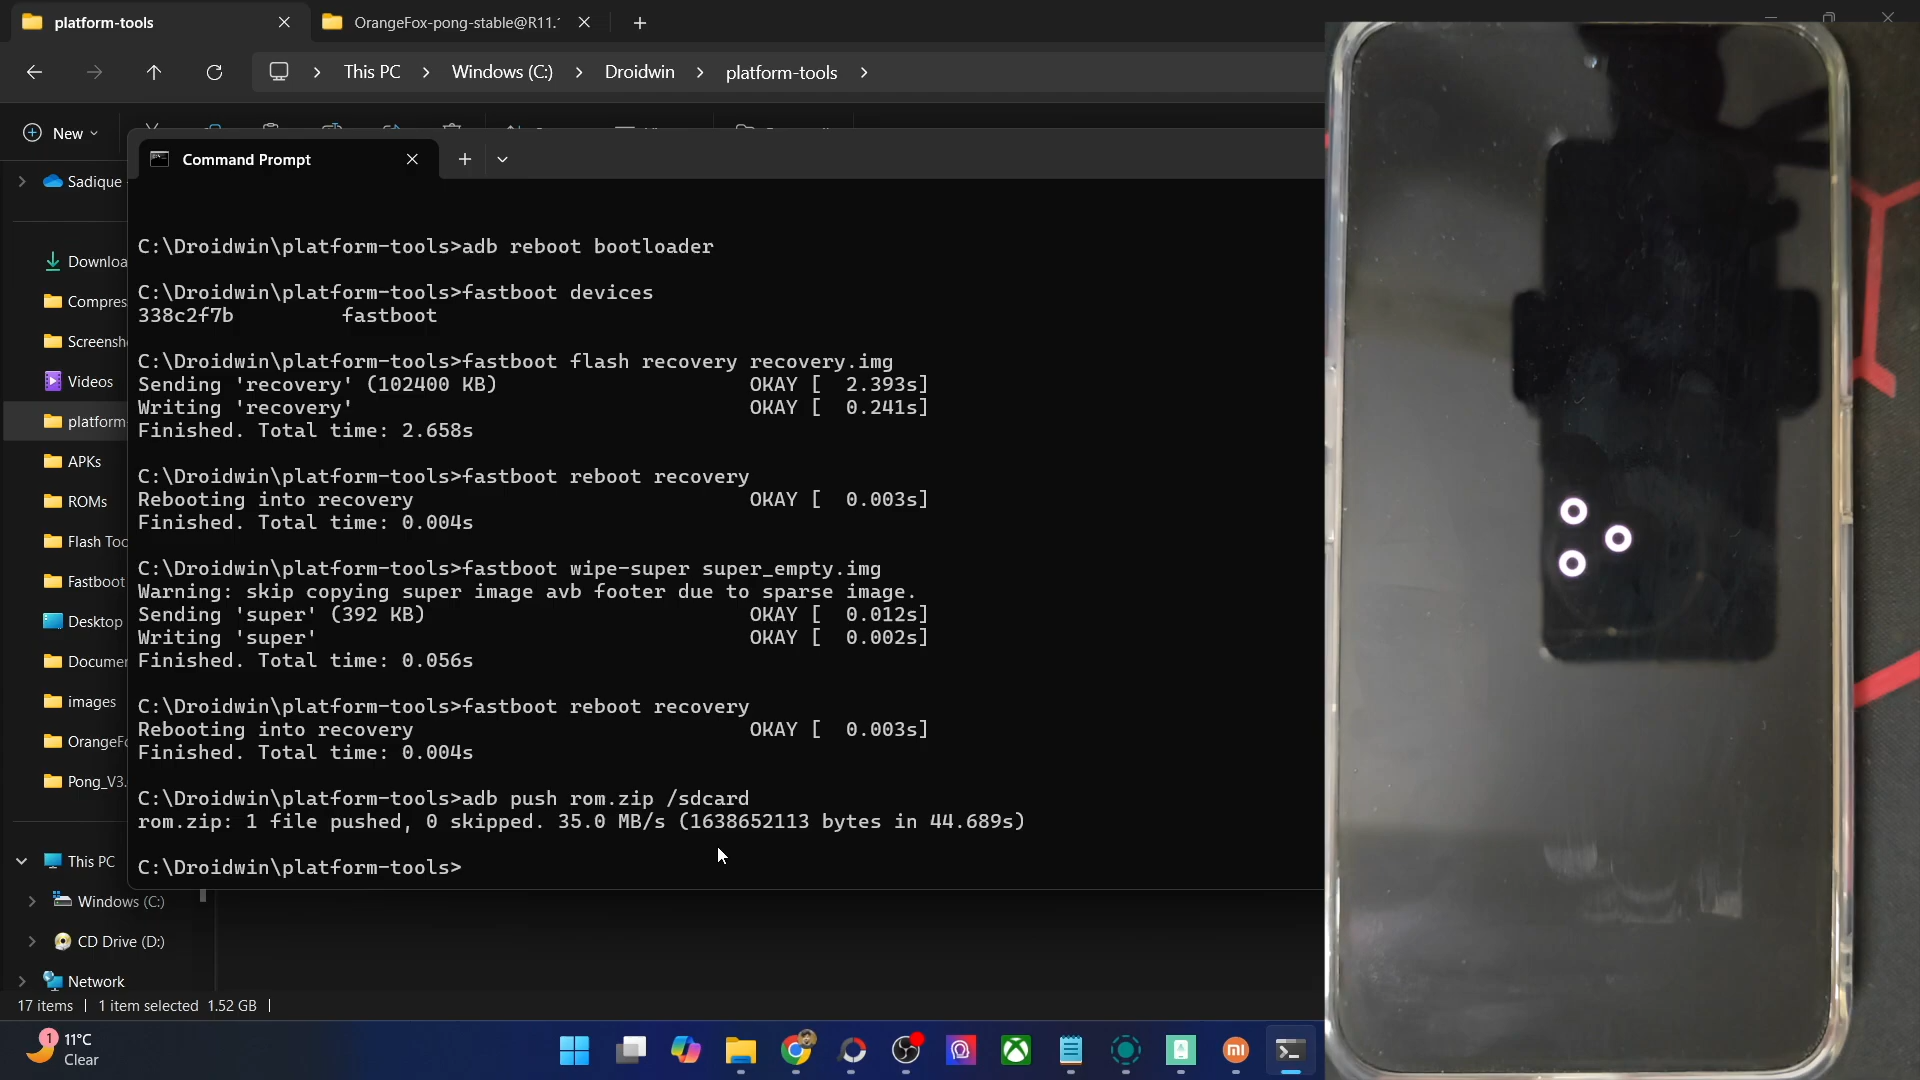 platform-tools
OrangeFox-pong-stable@R11.
This PC
Windows (C:)
Droidwin
platform-tools
New
Command Prompt
Sadique
Downloa
Compres
Screensh
Videos
platform-
APKs
ROMs
Flash Too
Fastboot
Desktop
Documen
images
OrangeFo
Pong_V3.
This PC
Windows (C:)
CD Drive (D:)
Network
C:\Droidwin\platform-tools>adb reboot bootloader
C:\Droidwin\platform-tools>fastboot devices
338c2f7b fastboot
C:\Droidwin\platform-tools>fastboot flash recovery recovery.img
Sending 'recovery' (102400 KB) OKAY [ 2.393s]
Writing 'recovery' OKAY [ 0.241s]
Finished. Total time: 2.658s
C:\Droidwin\platform-tools>fastboot reboot recovery
Rebooting into recovery OKAY [ 0.003s]
Finished. Total time: 0.004s
C:\Droidwin\platform-tools>fastboot wipe-super super_empty.img
Warning: skip copying super image avb footer due to sparse image.
Sending 'super' (392 KB) OKAY [ 0.012s]
Writing 'super' OKAY [ 0.002s]
Finished. Total time: 0.056s
C:\Droidwin\platform-tools>fastboot reboot recovery
Rebooting into recovery OKAY [ 0.003s]
Finished. Total time: 0.004s
C:\Droidwin\platform-tools>adb push rom.zip /sdcard
rom.zip: 1 file pushed, 0 skipped. 35.0 MB/s (1638652113 bytes in 44.689s)
C:\Droidwin\platform-tools>
17 items
1 item selected 1.52 GB
1
11°C
Clear